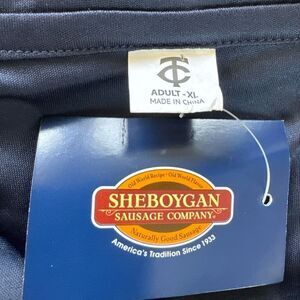 TC
ADULT - XL
MADE IN CHINA
Old World Recipe • Old World Flavor
SHEBOYGAN
SAUSAGE COMPANY®
Naturally Good Sausage
America's Tradition Since 1933